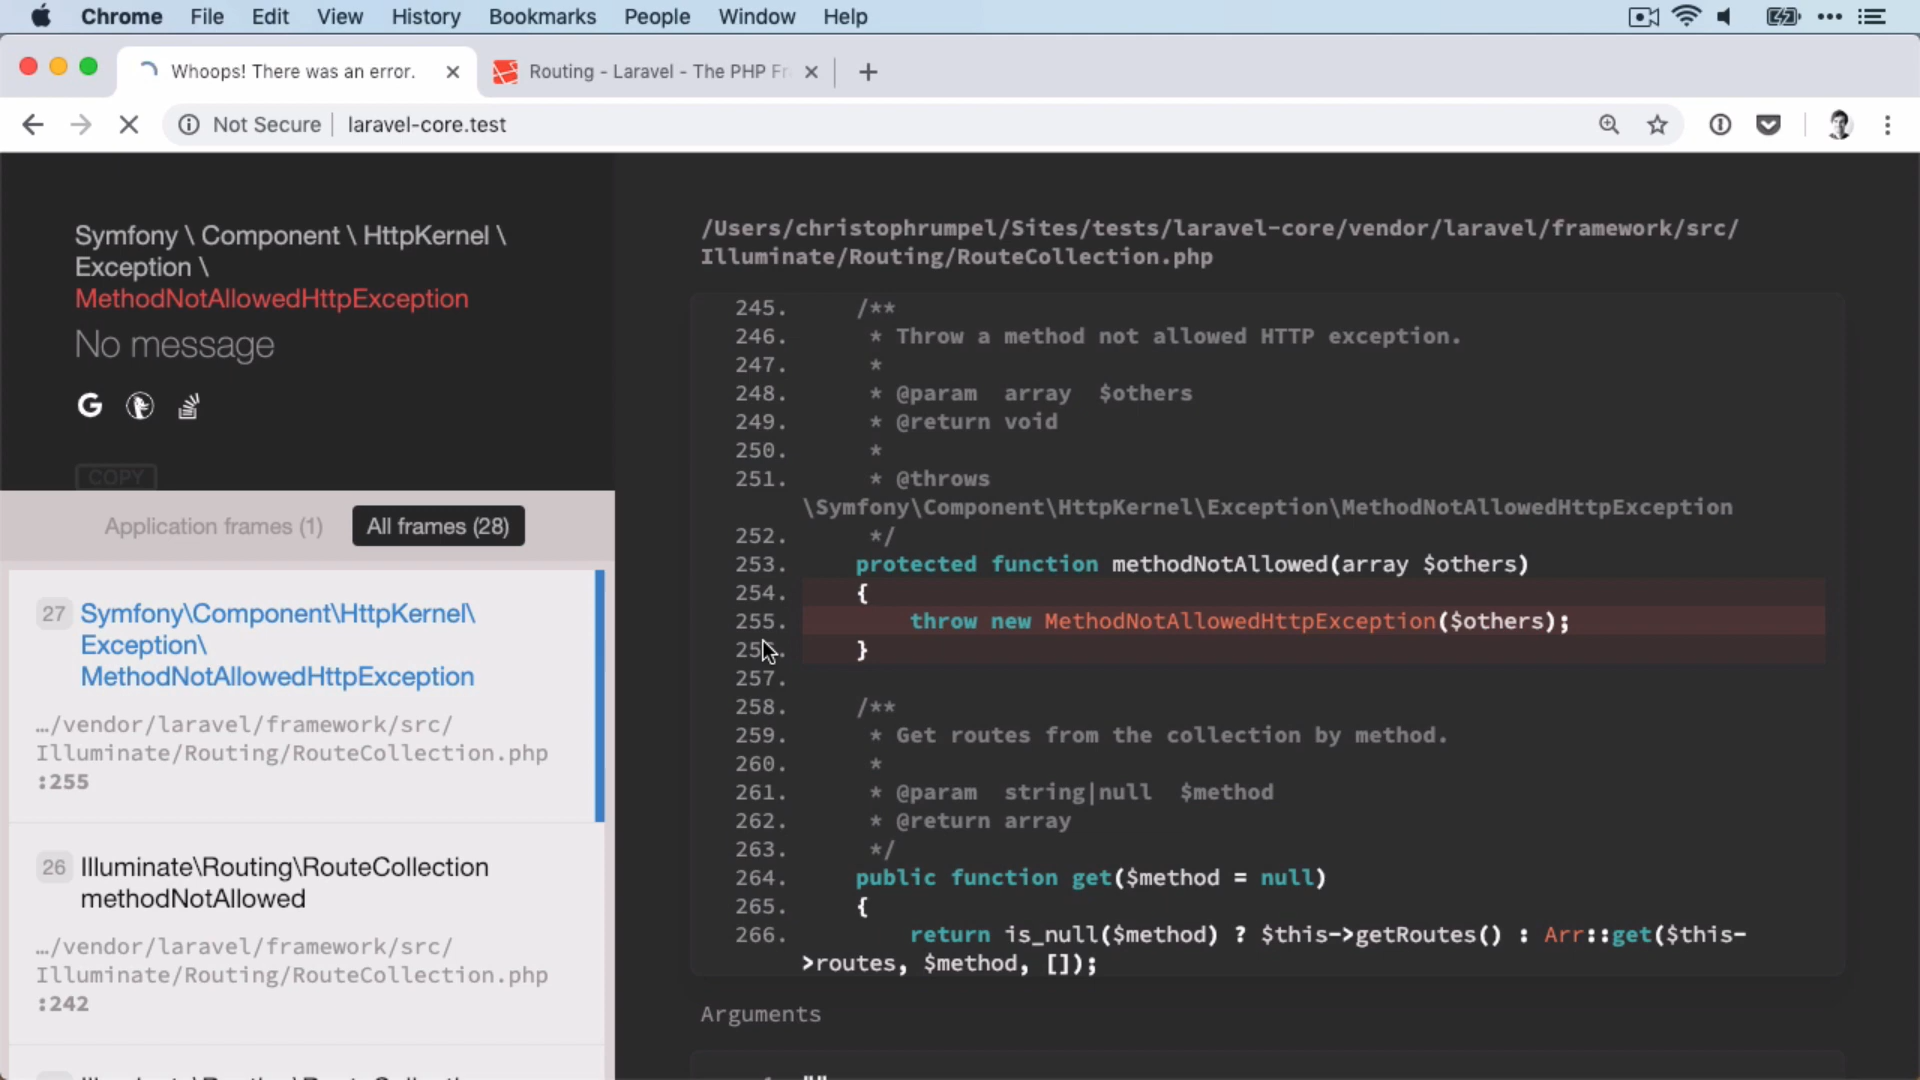 Chrome File Edit View History Bookmarks People Window Help
Whoops! There was an error.
Routing - Laravel - The PHP Fr
Not Secure laravel-core.test
Symfony \ Component \ HttpKernel \
Exception \
MethodNotAllowedHttpException
No message
COPY
Application frames (1) All frames (28)
27 Symfony\Component\HttpKernel\
Exception\
MethodNotAllowedHttpException
…/vendor/laravel/framework/src/
Illuminate/Routing/RouteCollection.php
:255
26 Illuminate\Routing\RouteCollection
methodNotAllowed
…/vendor/laravel/framework/src/
Illuminate/Routing/RouteCollection.php
:242
/Users/christophrumpel/Sites/tests/laravel-core/vendor/laravel/framework/src/
Illuminate/Routing/RouteCollection.php
245. /**
246. * Throw a method not allowed HTTP exception.
247. *
248. * @param array $others
249. * @return void
250. *
251. * @throws
\Symfony\Component\HttpKernel\Exception\MethodNotAllowedHttpException
252. */
253. protected function methodNotAllowed(array $others)
254. {
255. throw new MethodNotAllowedHttpException($others);
}
257.
258. /**
259. * Get routes from the collection by method.
260. *
261. * @param string|null $method
262. * @return array
263. */
264. public function get($method = null)
265. {
266. return is_null($method) ? $this->getRoutes() : Arr::get($this-
>routes, $method, []);
Arguments
""